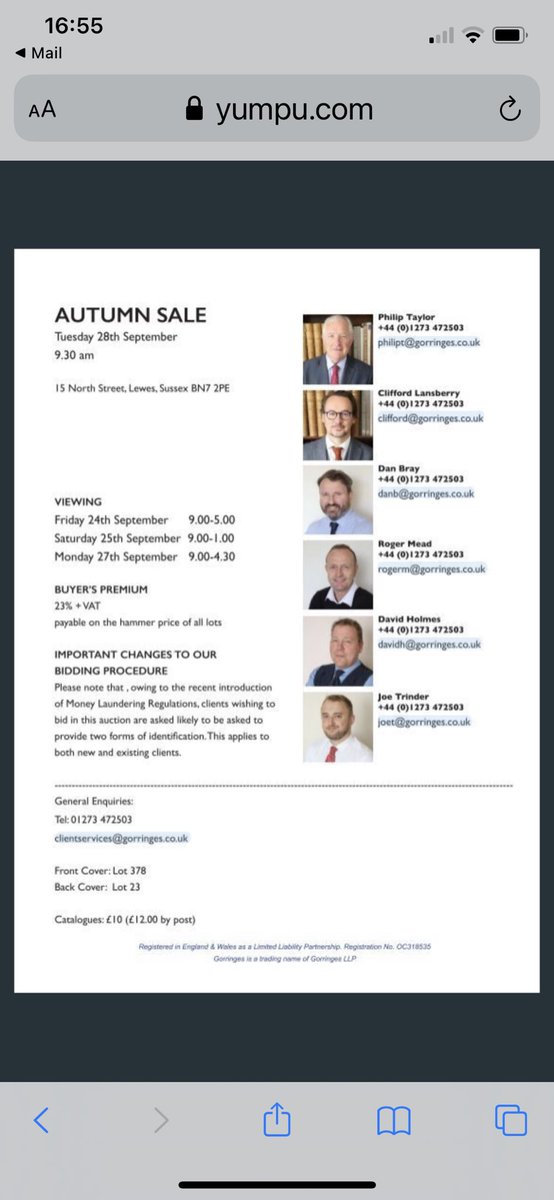 16:55
◀ Mail
AA
yumpu.com
AUTUMN SALE
Tuesday 28th September
9.30 am
15 North Street, Lewes, Sussex BN7 2PE
VIEWING
Friday 24th September 9.00-5.00
Saturday 25th September 9.00-1.00
Monday 27th September 9.00-4.30
BUYER'S PREMIUM
23% + VAT
payable on the hammer price of all lots
IMPORTANT CHANGES TO OUR
BIDDING PROCEDURE
Please note that , owing to the recent introduction
of Money Laundering Regulations, clients wishing to
bid in this auction are asked likely to be asked to
provide two forms of identification. This applies to
both new and existing clients.
Philip Taylor
+44 (0)1273 472503
philipt@gorringes.co.uk
Clifford Lansberry
+44 (0)1273 472503
clifford@gorringes.co.uk
Dan Bray
+44 (0)1273 472503
danb@gorringes.co.uk
Roger Mead
+44 (0)1273 472503
rogerm@gorringes.co.uk
David Holmes
+44 (0)1273 472503
davidh@gorringes.co.uk
Joe Trinder
+44 (0)1273 472503
joet@gorringes.co.uk
General Enquiries:
Tel: 01273 472503
clientservices@gorringes.co.uk
Front Cover: Lot 378
Back Cover: Lot 23
Catalogues: £10 (£12.00 by post)
Registered in England & Wales as a Limited Liability Partnership. Registration No. OC318535
Gorringes is a trading name of Gorringes LLP